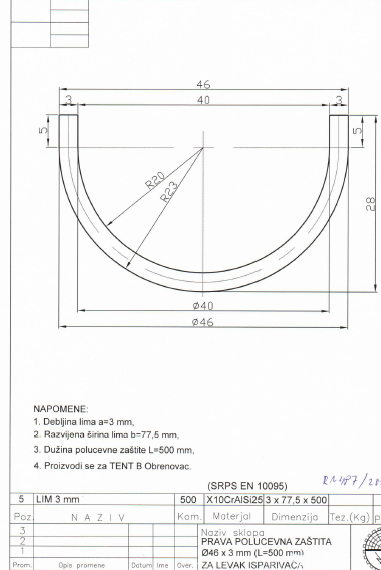 46
3 40 3
5 5
R20
R23
28
ø40
ø46
NAPOMENE:
1. Debljina lima a=3 mm,
2. Razvijena širina lima b=77,5 mm,
3. Dužina polucevne zaštite L=500 mm,
4. Proizvodi se za TENT B Obrenovac.
(SRPS EN 10095)
5 LIM 3 mm 500 X10CrAlSi25 3 x 77,5 x 500
Poz. N A Z I V Kom. Materjal Dimenzija Tez.(Kg)
3 Naziv sklopa
2 PRAVA POLUCEVNA ZAŠTITA
1 Ø46 x 3 mm (L=500 mm)
Prom. Opis promene Datum Ime Over. ZA LEVAK ISPARIVAČA